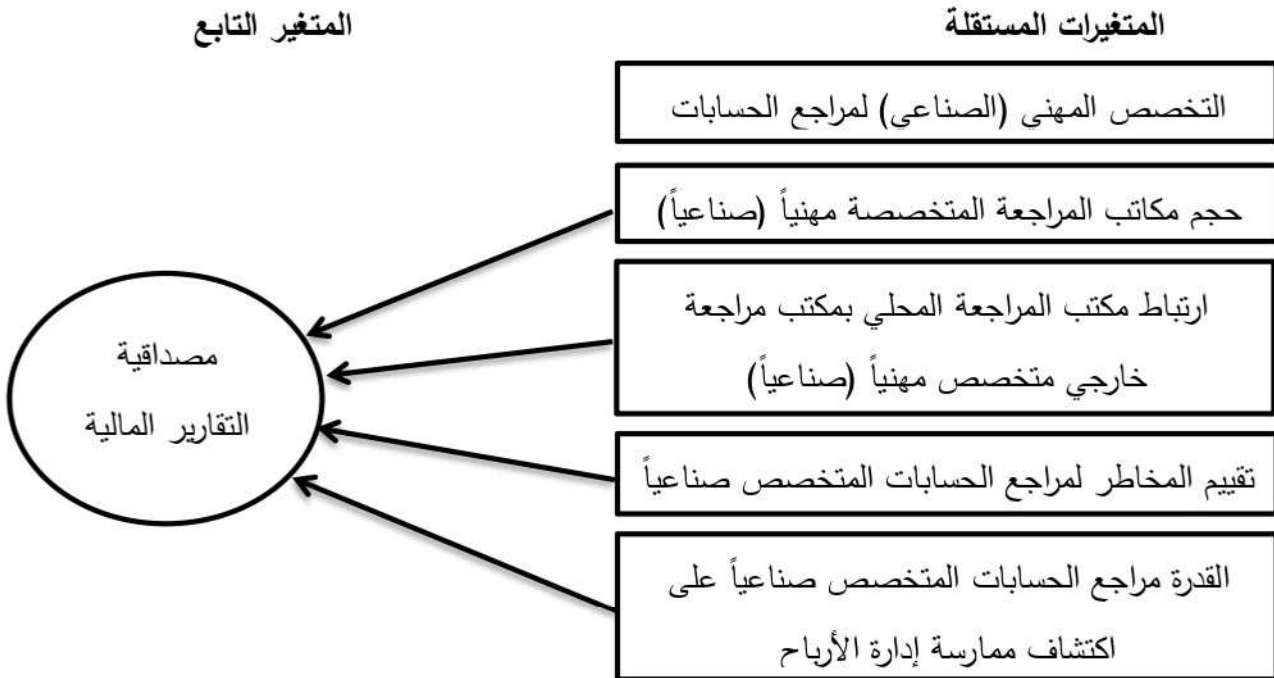 المتغيرات المستقلة
المتغير التابع
التخصص المهني (الصناعي) لمراجع الحسابات
حجم مكاتب المراجعة المتخصصة مهنياً (صناعياً)
ارتباط مكتب المراجعة المحلي بمكتب مراجعة
خارجي متخصص مهنياً (صناعياً)
تقييم المخاطر لمراجع الحسابات المتخصص صناعياً
القدرة مراجع الحسابات المتخصص صناعياً على
اكتشاف ممارسة إدارة الأرباح
مصداقية
التقارير المالية